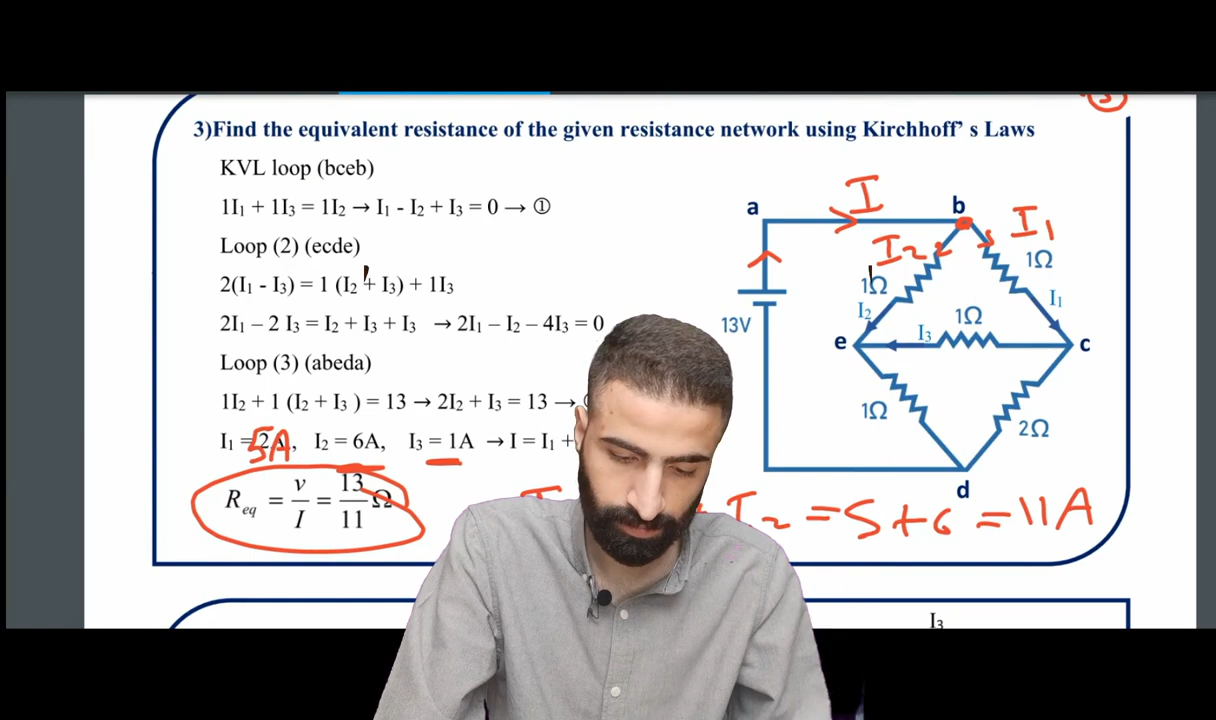 3)Find the equivalent resistance of the given resistance network using Kirchhoff' s Laws
KVL loop (bceb)
1I₁ + 1I₃ = 1I₂ → I₁ - I₂ + I₃ = 0 → ①
Loop (2) (ecde)
2(I₁ - I₃) = 1 (I₂ + I₃) + 1I₃
2I₁ – 2 I₃ = I₂ + I₃ + I₃ → 2I₁ – I₂ – 4I₃ = 0
Loop (3) (abeda)
1I₂ + 1 (I₂ + I₃ ) = 13 → 2I₂ + I₃ = 13 →
I₁ = 2A, I₂ = 6A, I₃ = 1A → I = I₁ +
5A
R_eq = v/I = 13/11 Ω
a
I
b
I₁
I₂
1Ω
1Ω
I₂
I₁
13V
1Ω
e
I₃
c
1Ω
2Ω
d
I₂ = 5 + 6 = 11A
I₃